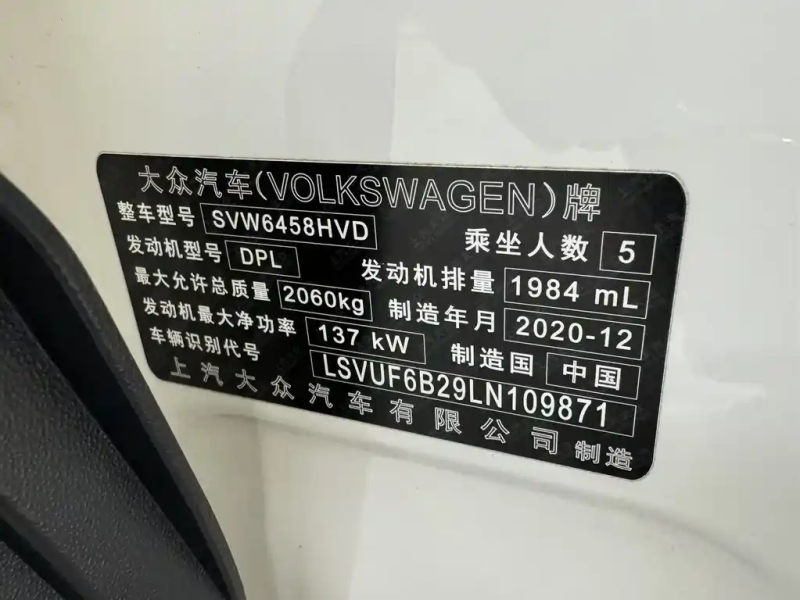 大众汽车(VOLKSWAGEN)牌
整车型号 SVW6458HVD 乘坐人数 5
发动机型号 DPL 发动机排量 1984 mL
最大允许总质量 2060kg 制造年月 2020-12
发动机最大净功率 137 kW 制造国 中国
车辆识别代号 LSVUF6B29LN109871
上汽大众汽车有限公司制造